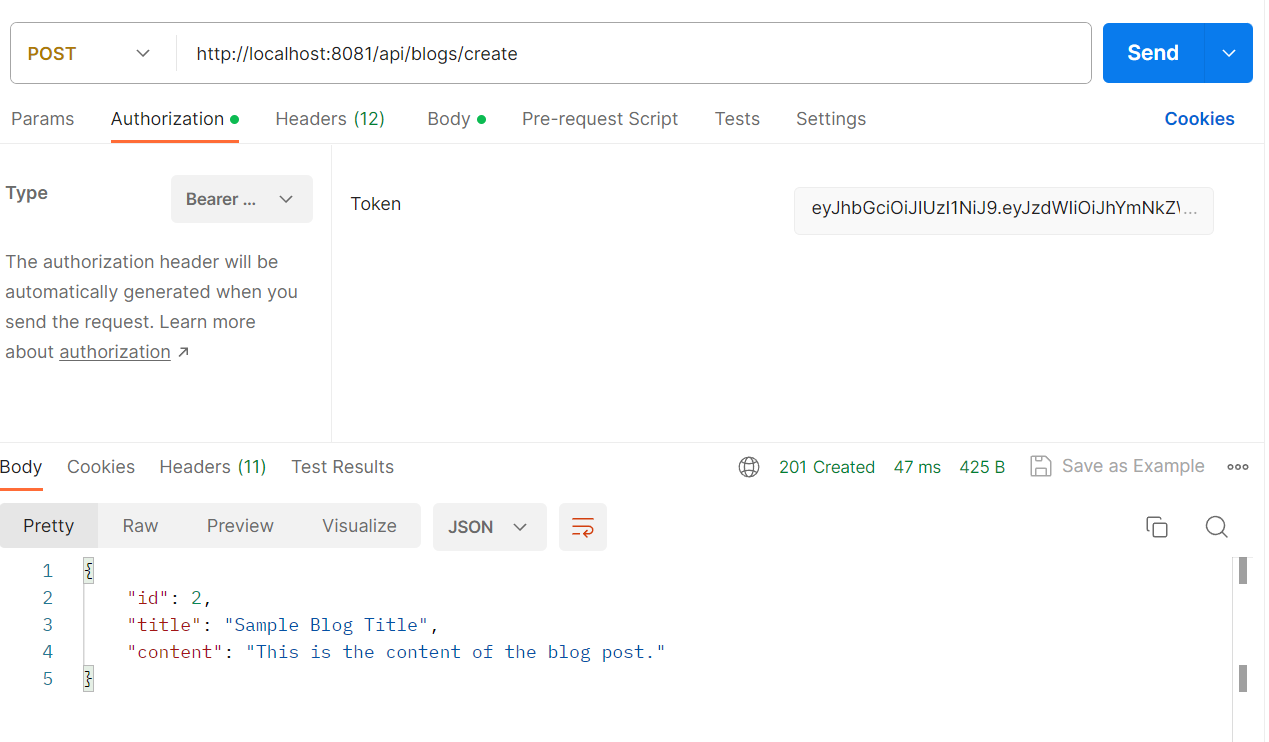 POST http://localhost:8081/api/blogs/create Send
Params Authorization Headers (12) Body Pre-request Script Tests Settings Cookies
Type Bearer ... Token eyJhbGciOiJIUzI1NiJ9.eyJzdWIiOiJhYmNkZV...
The authorization header will be
automatically generated when you
send the request. Learn more
about authorization ↗
Body Cookies Headers (11) Test Results 201 Created 47 ms 425 B Save as Example
Pretty Raw Preview Visualize JSON
1 {
2 "id": 2,
3 "title": "Sample Blog Title",
4 "content": "This is the content of the blog post."
5 }